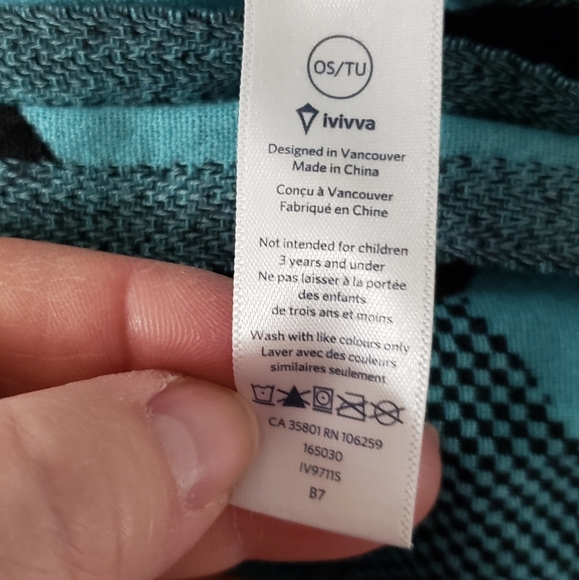 OS/TU
ivivva
Designed in Vancouver
Made in China
Conçu à Vancouver
Fabriqué en Chine
Not intended for children
3 years and under
Ne pas laisser à la portée
des enfants
de trois ans et moins
Wash with like colours only
Laver avec des couleurs
similaires seulement
CA 35801 RN 106259
165030
IV9711S
B7